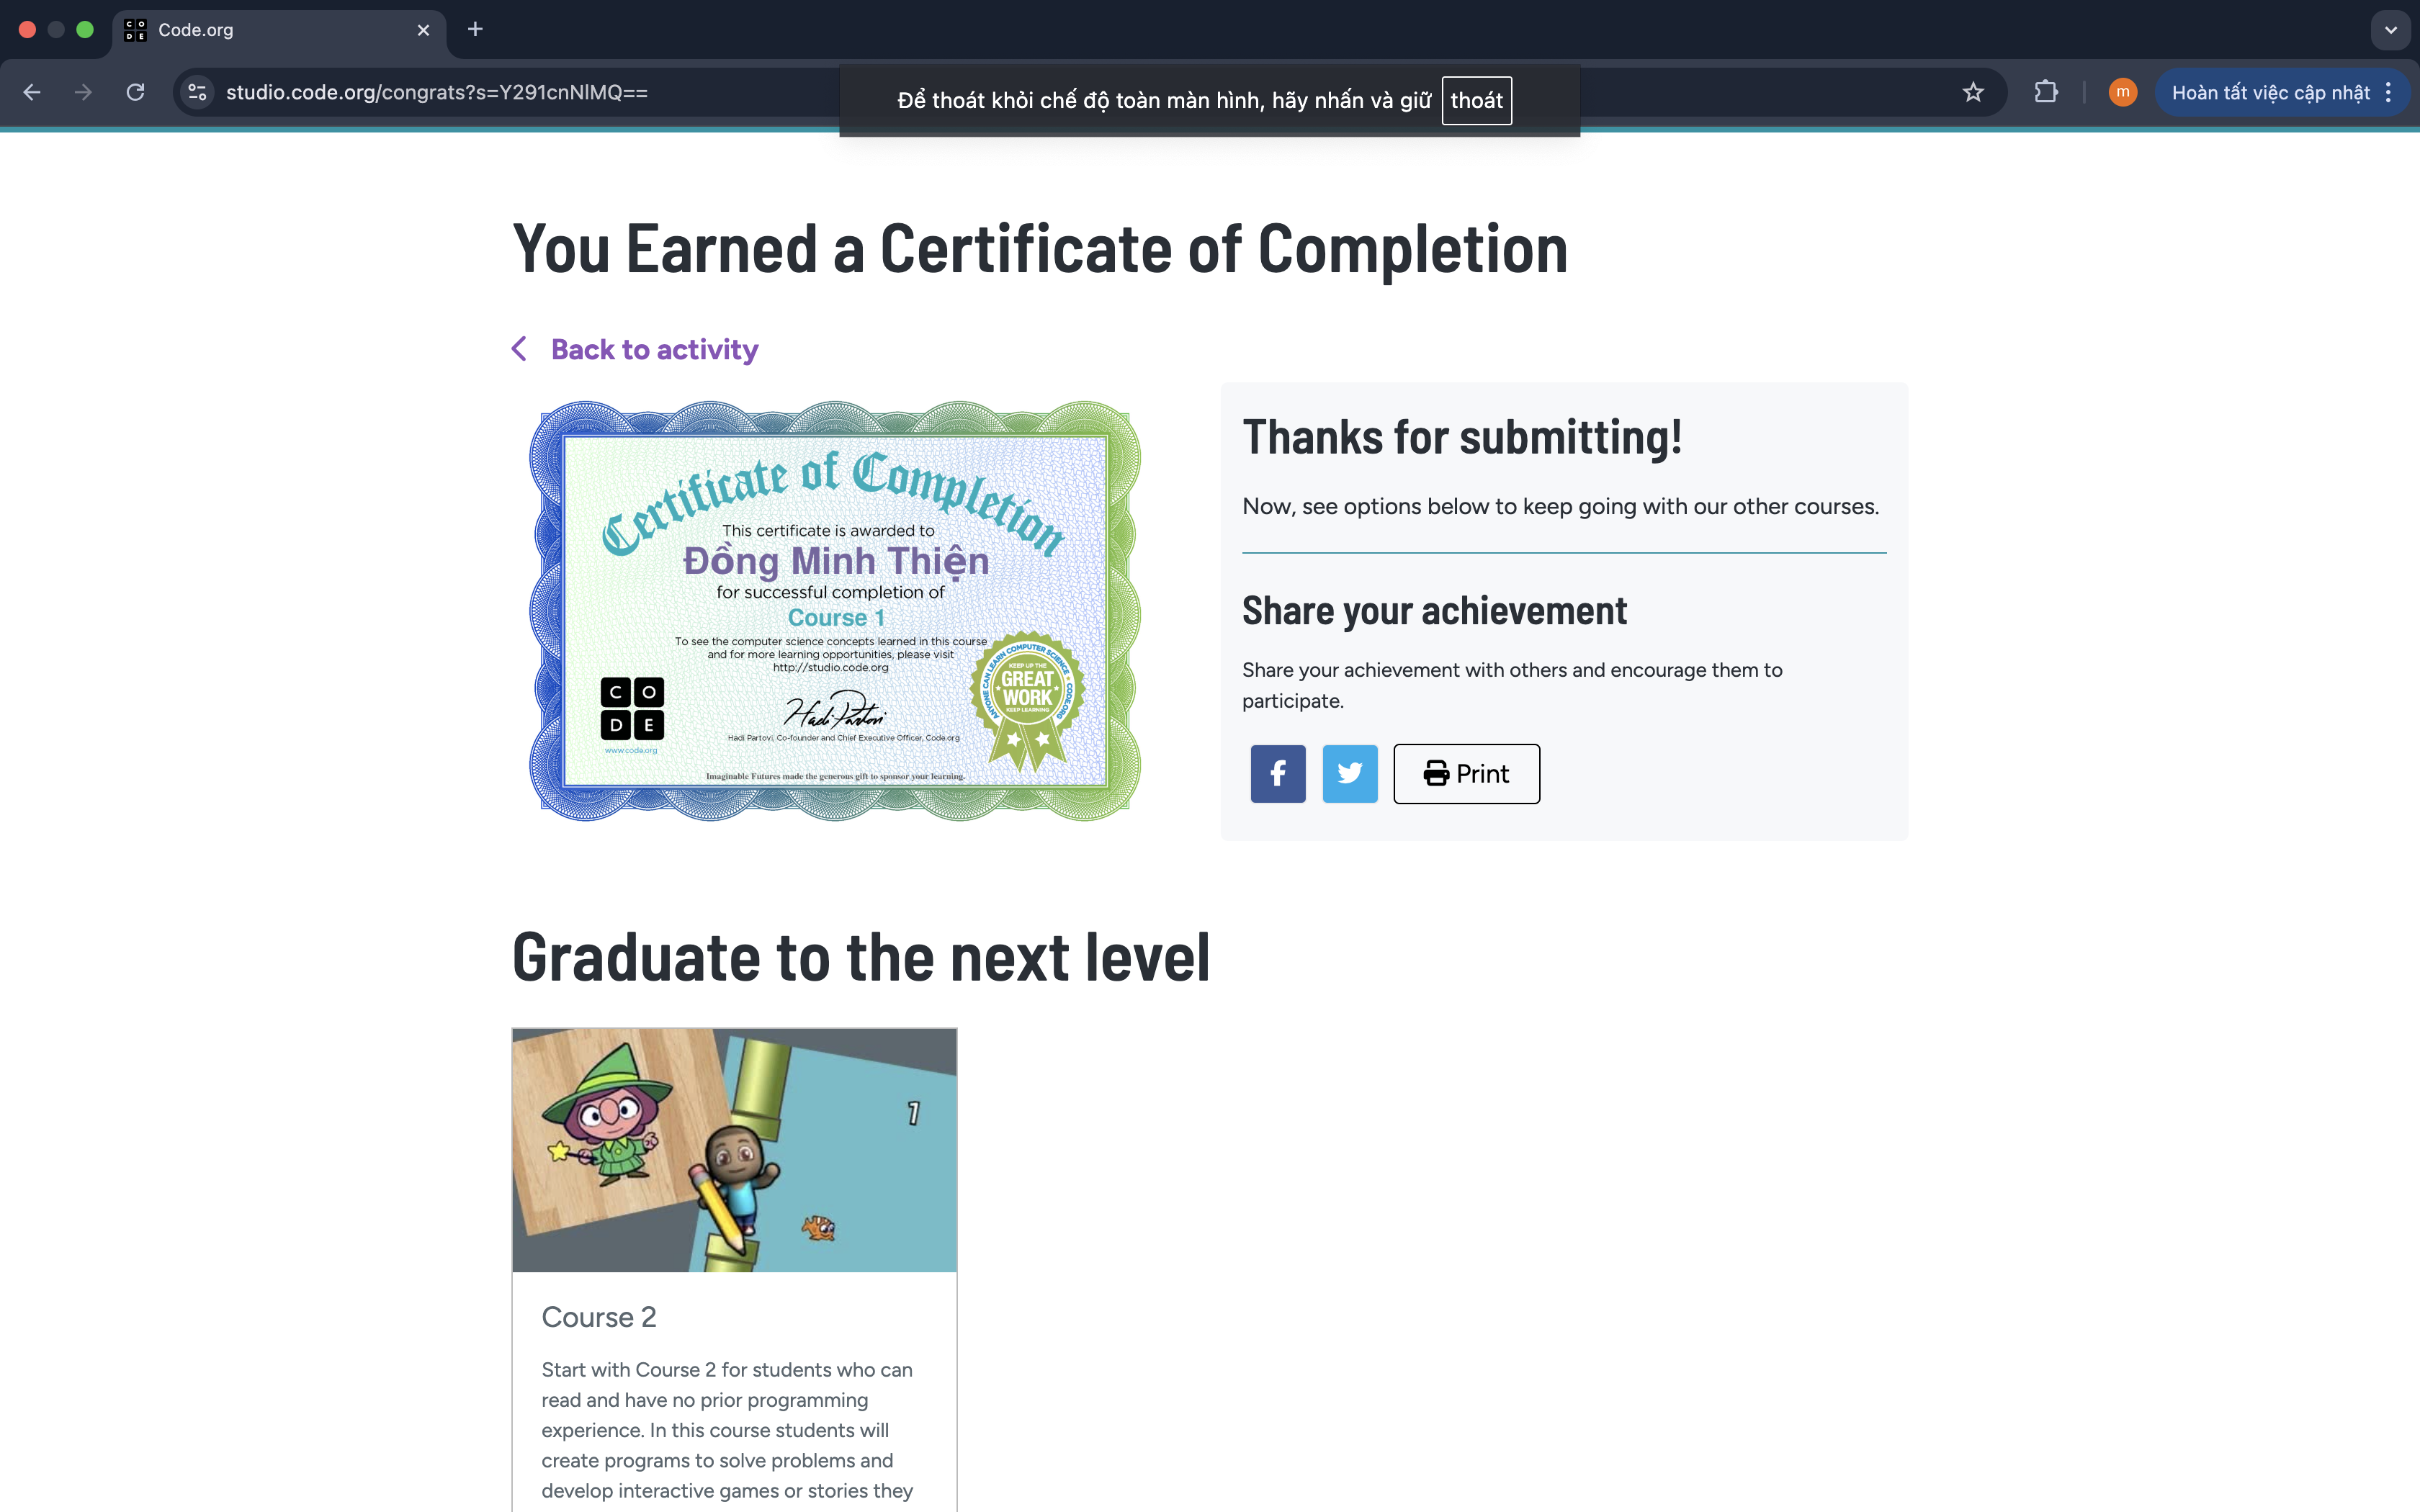 Code.org
studio.code.org/congrats?s=Y291cnNlMQ==
Để thoát khỏi chế độ toàn màn hình, hãy nhấn và giữ thoát
m
Hoàn tất việc cập nhật
You Earned a Certificate of Completion
Back to activity
Certificate of Completion
This certificate is awarded to
Đồng Minh Thiện
for successful completion of
Course 1
To see the computer science concepts learned in this course
and for more learning opportunities, please visit
http://studio.code.org
C O
D E
www.code.org
Hadi Partovi
Hadi Partovi, Co-founder and Chief Executive Officer, Code.org
ANYONE CAN LEARN COMPUTER SCIENCE
KEEP UP THE
GREAT
WORK
KEEP LEARNING
CODE.ORG
Imaginable Futures made the generous gift to sponsor your learning.
Thanks for submitting!
Now, see options below to keep going with our other courses.
Share your achievement
Share your achievement with others and encourage them to
participate.
Print
Graduate to the next level
1
Course 2
Start with Course 2 for students who can
read and have no prior programming
experience. In this course students will
create programs to solve problems and
develop interactive games or stories they